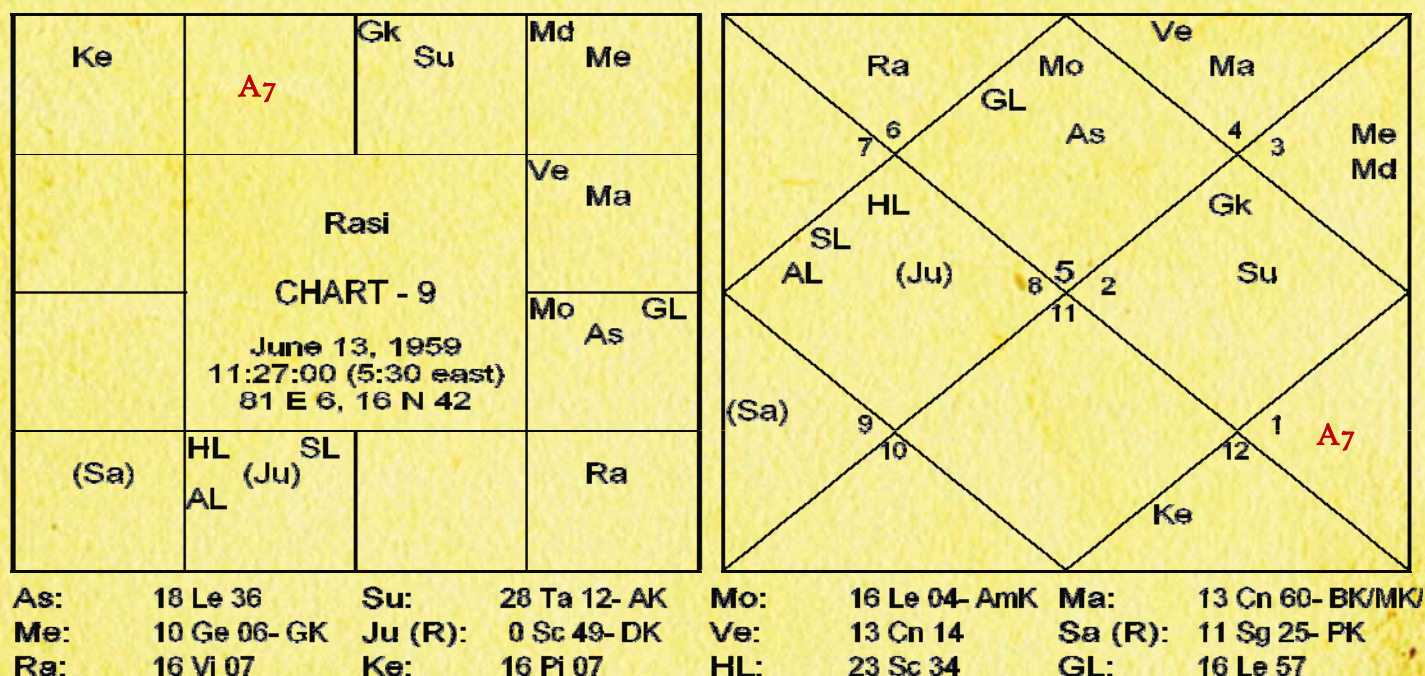 Ke
A7
Gk
Su
Md
Me
Ve
Ma
Rasi
CHART - 9
June 13, 1959
11:27:00 (5:30 east)
81 E 6, 16 N 42
Mo GL
As
(Sa)
HL SL
(Ju)
AL
Ra
Ve
Ra Mo Ma
GL
As
6 4
7 3
Me
Md
HL Gk
SL
AL (Ju) Su
5
8 2
11
(Sa)
9 1
A7
10 12
Ke
As: 18 Le 36 Su: 28 Ta 12- AK Mo: 16 Le 04- AmK Ma: 13 Cn 60- BK/MK/
Me: 10 Ge 06- GK Ju (R): 0 Sc 49- DK Ve: 13 Cn 14 Sa (R): 11 Sg 25- PK
Ra: 16 Vi 07 Ke: 16 Pi 07 HL: 23 Sc 34 GL: 16 Le 57